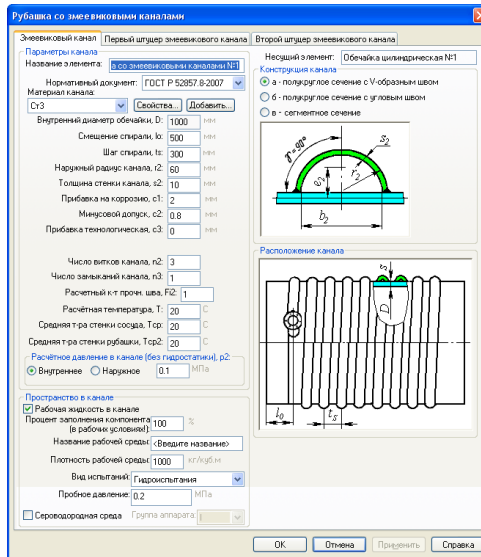 Рубашка со змеевиковыми каналами
Змеевиковый канал Первый штуцер змеевикового канала Второй штуцер змеевикового канала
Параметры канала
Название элемента: а со змеевиковыми каналами №1
Нормативный документ: ГОСТ Р 52857.8-2007
Материал канала:
Ст3 Свойства... Добавить...
Внутренний диаметр обечайки, D: 1000 мм
Смещение спирали, lo: 500 мм
Шаг спирали, ts: 300 мм
Наружный радиус канала, r2: 60 мм
Толщина стенки канала, s2: 10 мм
Прибавка на коррозию, c1: 2 мм
Минусовой допуск, c2: 0.8 мм
Прибавка технологическая, c3: 0 мм
Число витков канала, n2: 3
Число замыканий канала, n3: 1
Расчетный к-т прочн. шва, Fi2: 1
Расчётная температура, T: 20 C
Средняя т-ра стенки сосуда, Tcp: 20 C
Средняя т-ра стенки рубашки, Tcp2: 20 C
Расчётное давление в канале (без гидростатики), p2:
Внутреннее Наружное 0.1 МПа
Пространство в канале
Рабочая жидкость в канале
Процент заполнения компонента
(в рабочих условиях!): 100 %
Название рабочей среды: <Введите название>
Плотность рабочей среды: 1000 кг/куб.м
Вид испытаний: Гидроиспытания
Пробное давление: 0.2 МПа
Сероводородная среда Группа аппарата: I
Несущий элемент: Обечайка цилиндрическая №1
Конструкция канала
а - полукруглое сечение с V-образным швом
б - полукруглое сечение с угловым швом
в - сегментное сечение
γ=90°
s2
e2
r2
b2
Расположение канала
s
D
l0
ts
OK Отмена Применить Справка